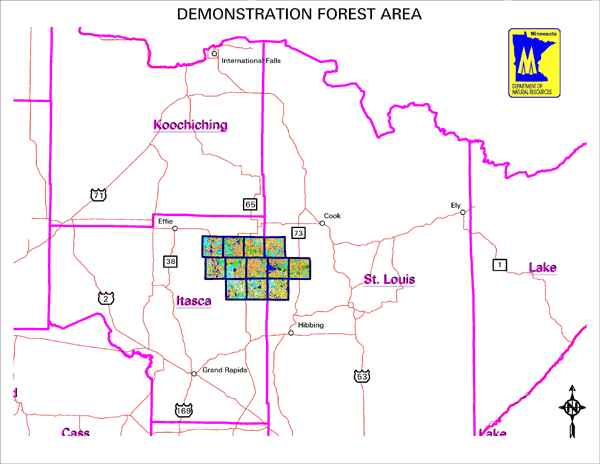 DEMONSTRATION FOREST AREA
Minnesota
DEPARTMENT OF
NATURAL RESOURCES
International Falls
Koochiching
71
65
Ely
Effie
Cook
73
38
1
Lake
St. Louis
2
Itasca
Hibbing
Grand Rapids
53
169
Cass
Lake
N